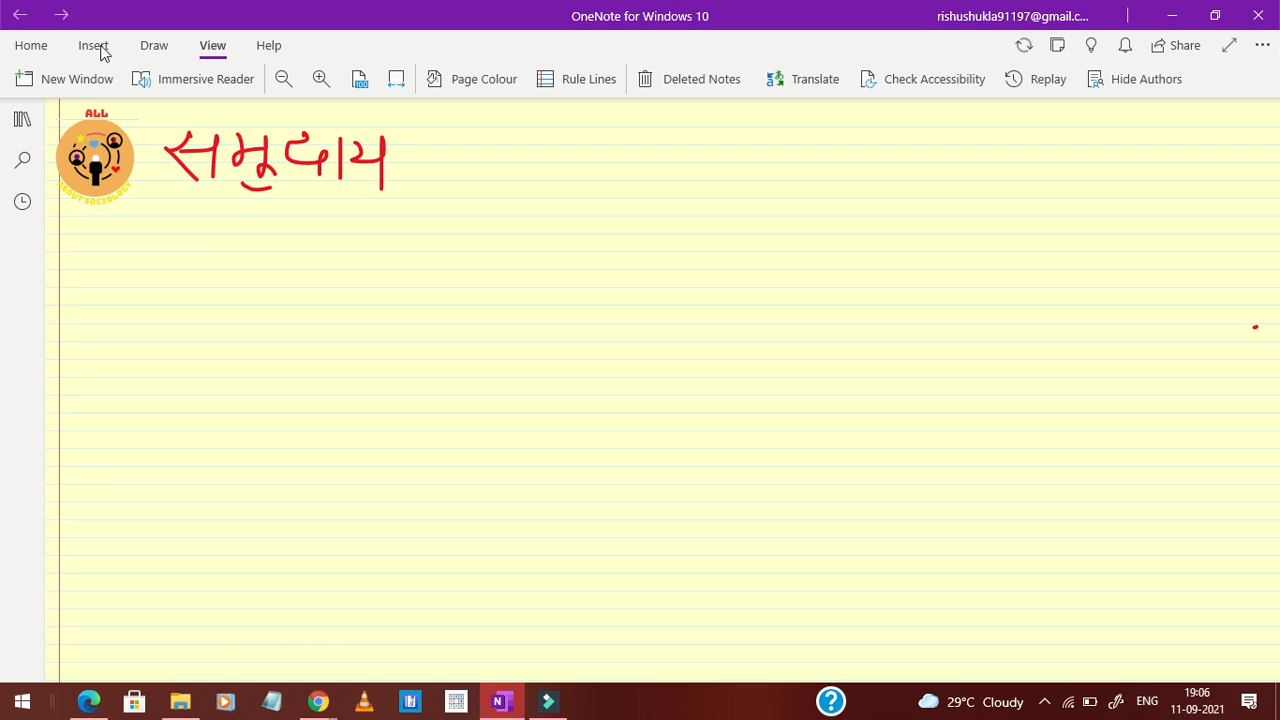 OneNote for Windows 10
rishushukla91197@gmail.c...
Home Insert Draw View Help
Share
New Window Immersive Reader Page Colour Rule Lines Deleted Notes Translate Check Accessibility Replay Hide Authors
ALL
ABOUT SOCIOLOGY
समुदाय
29°C Cloudy
ENG
19:06
11-09-2021